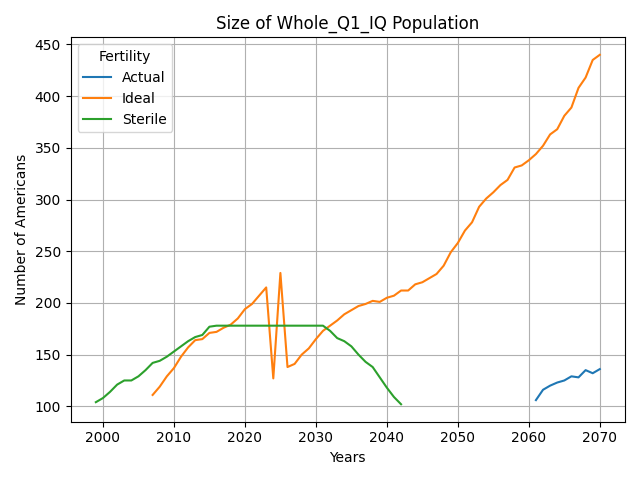 Size of Whole_Q1_IQ Population
Fertility
Actual
Ideal
Sterile
Number of Americans
450
400
350
300
250
200
150
100
2000 2010 2020 2030 2040 2050 2060 2070
Years